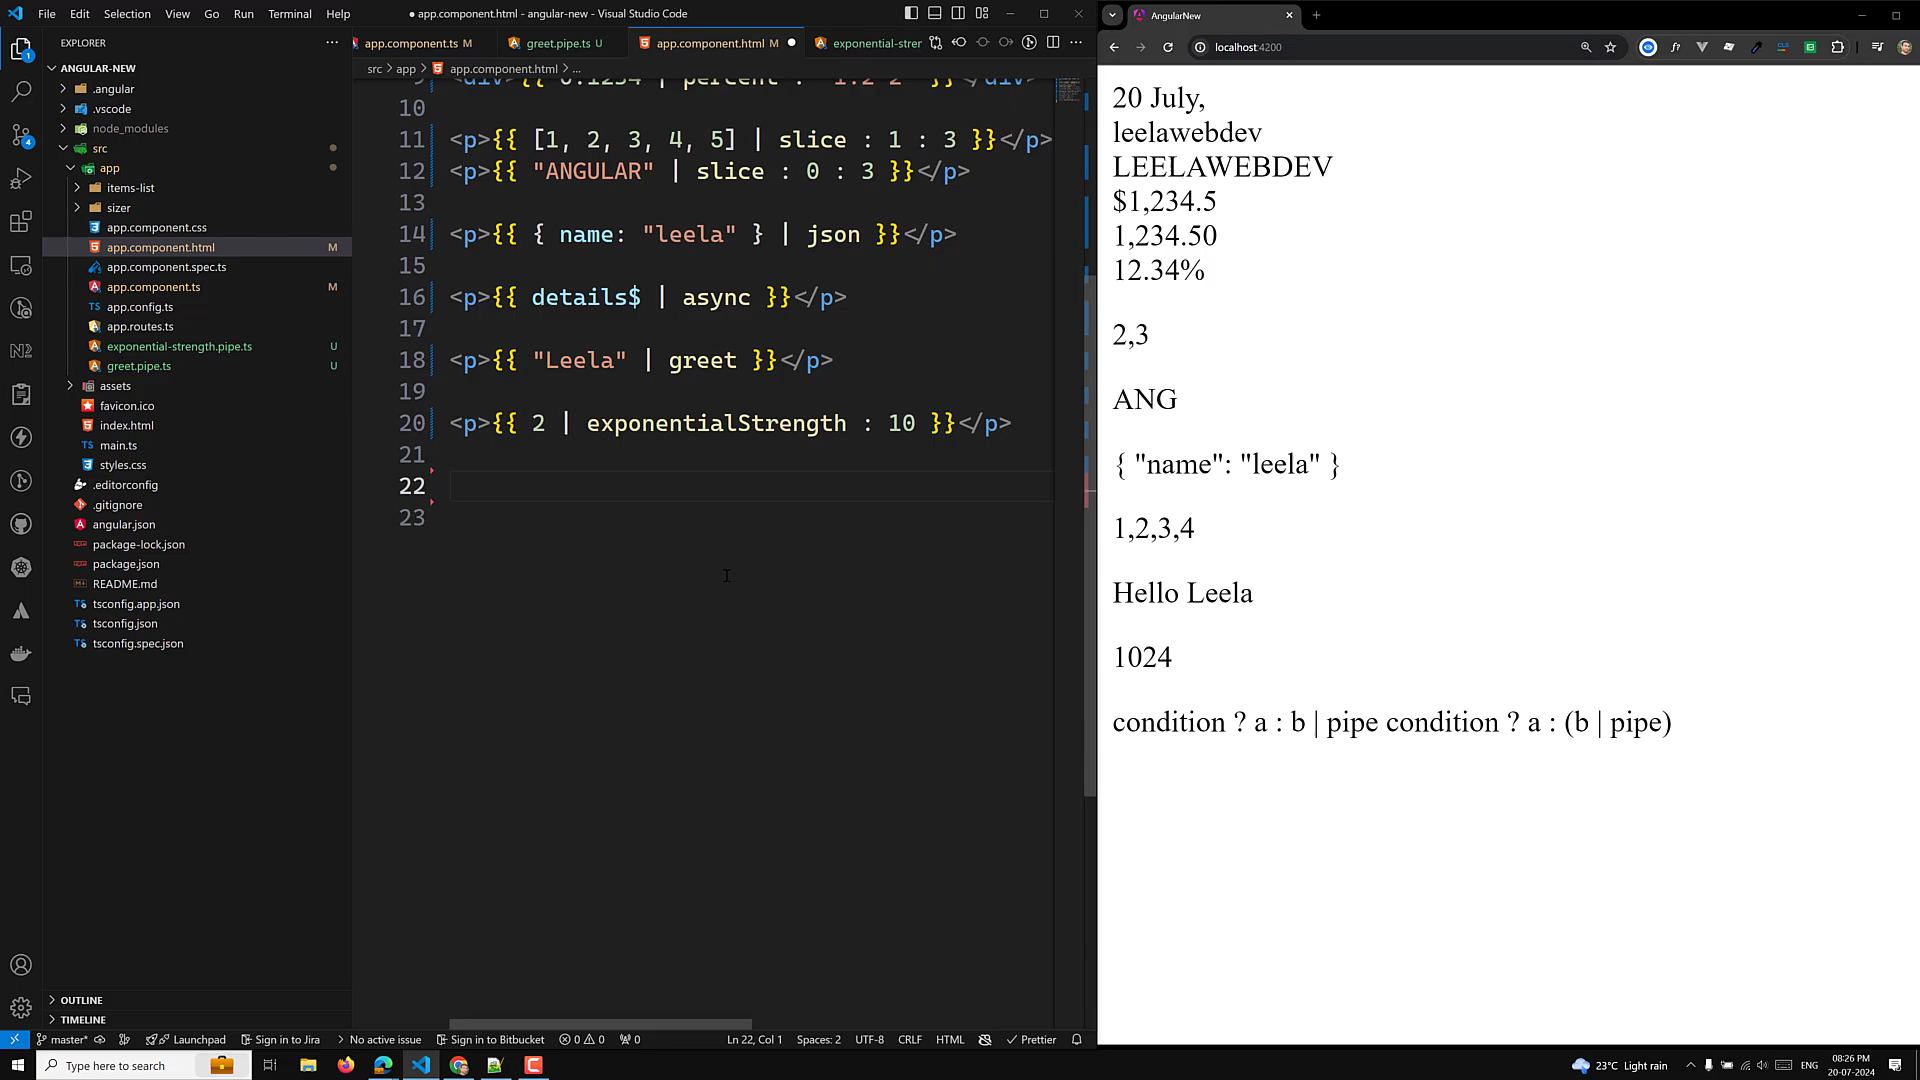 File Edit Selection View Go Run Terminal Help
● app.component.html - angular-new - Visual Studio Code
EXPLORER
ANGULAR-NEW
.angular
.vscode
node_modules
src
app
items-list
sizer
app.component.css
app.component.html M
app.component.spec.ts
app.component.ts M
app.config.ts
app.routes.ts
exponential-strength.pipe.ts U
greet.pipe.ts U
assets
favicon.ico
index.html
main.ts
styles.css
.editorconfig
.gitignore
angular.json
package-lock.json
package.json
README.md
tsconfig.app.json
tsconfig.json
tsconfig.spec.json
OUTLINE
TIMELINE
app.component.ts M greet.pipe.ts U app.component.html M exponential-strer
src > app > app.component.html > ...
10
11 <p>{{ [1, 2, 3, 4, 5] | slice : 1 : 3 }}</p>
12 <p>{{ "ANGULAR" | slice : 0 : 3 }}</p>
13
14 <p>{{ { name: "leela" } | json }}</p>
15
16 <p>{{ details$ | async }}</p>
17
18 <p>{{ "Leela" | greet }}</p>
19
20 <p>{{ 2 | exponentialStrength : 10 }}</p>
21
22
23
master* Launchpad Sign in to Jira No active issue Sign in to Bitbucket 0 0 0 Ln 22, Col 1 Spaces: 2 UTF-8 CRLF HTML Prettier
AngularNew
localhost:4200
20 July,
leelawebdev
LEELAWEBDEV
$1,234.5
1,234.50
12.34%
2,3
ANG
{ "name": "leela" }
1,2,3,4
Hello Leela
1024
condition ? a : b | pipe condition ? a : (b | pipe)
Type here to search
23°C Light rain
ENG
08:26 PM
20-07-2024